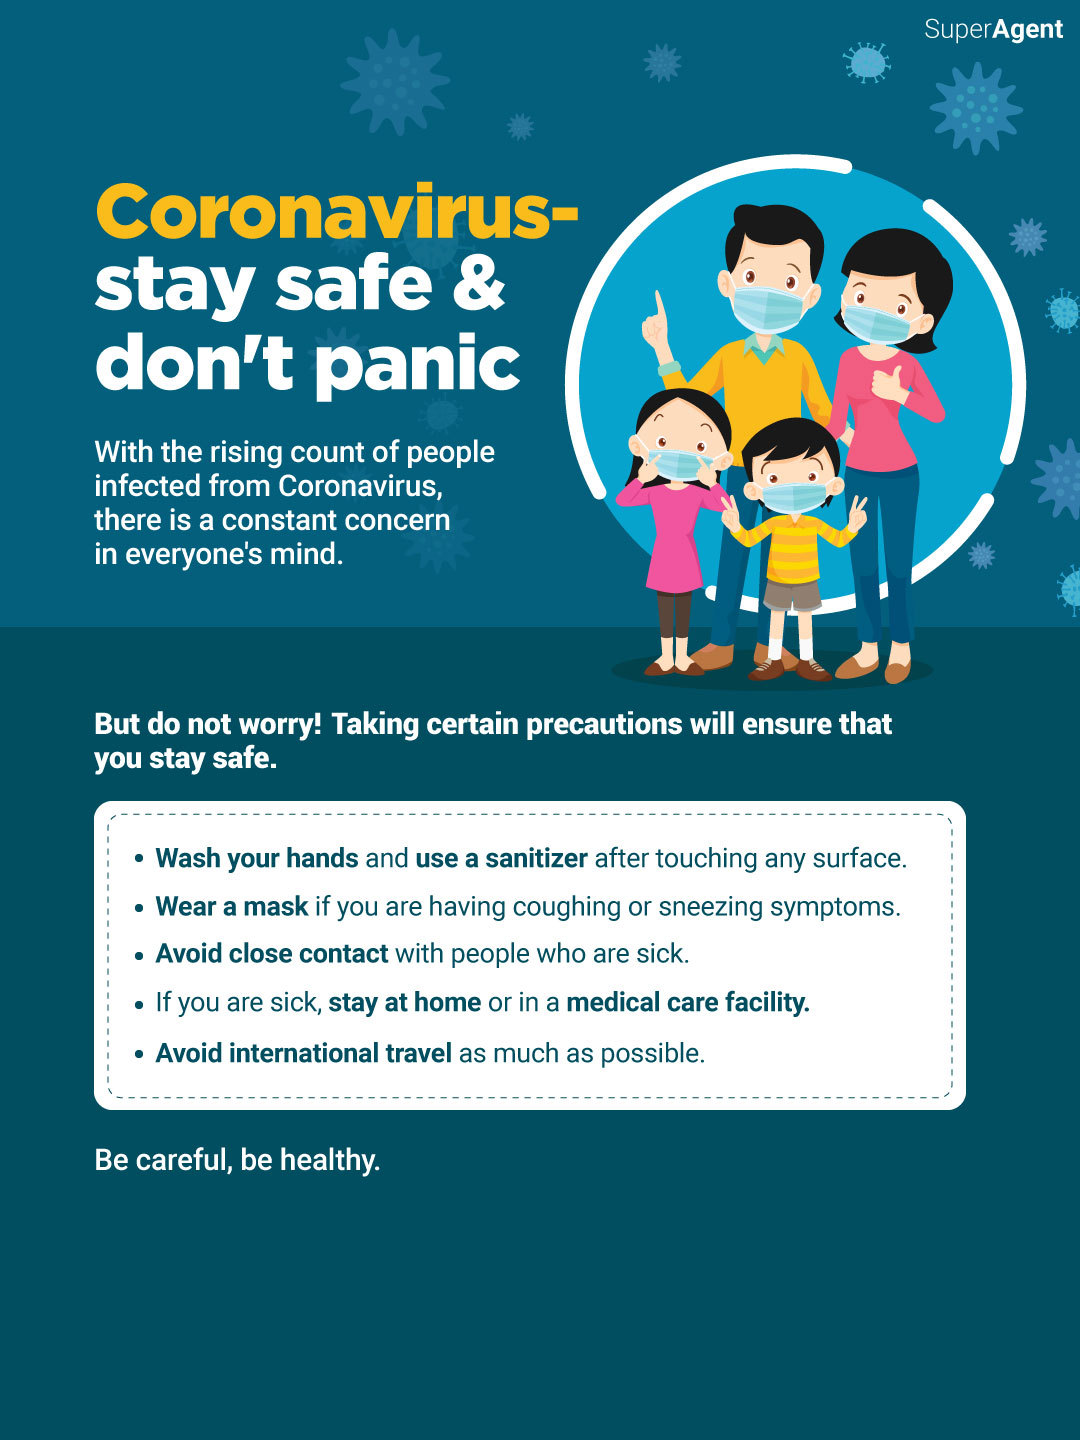 SuperAgent
Coronavirus-
stay safe &
don't panic
With the rising count of people
infected from Coronavirus,
there is a constant concern
in everyone's mind.
But do not worry! Taking certain precautions will ensure that
you stay safe.
• Wash your hands and use a sanitizer after touching any surface.
• Wear a mask if you are having coughing or sneezing symptoms.
• Avoid close contact with people who are sick.
• If you are sick, stay at home or in a medical care facility.
• Avoid international travel as much as possible.
Be careful, be healthy.